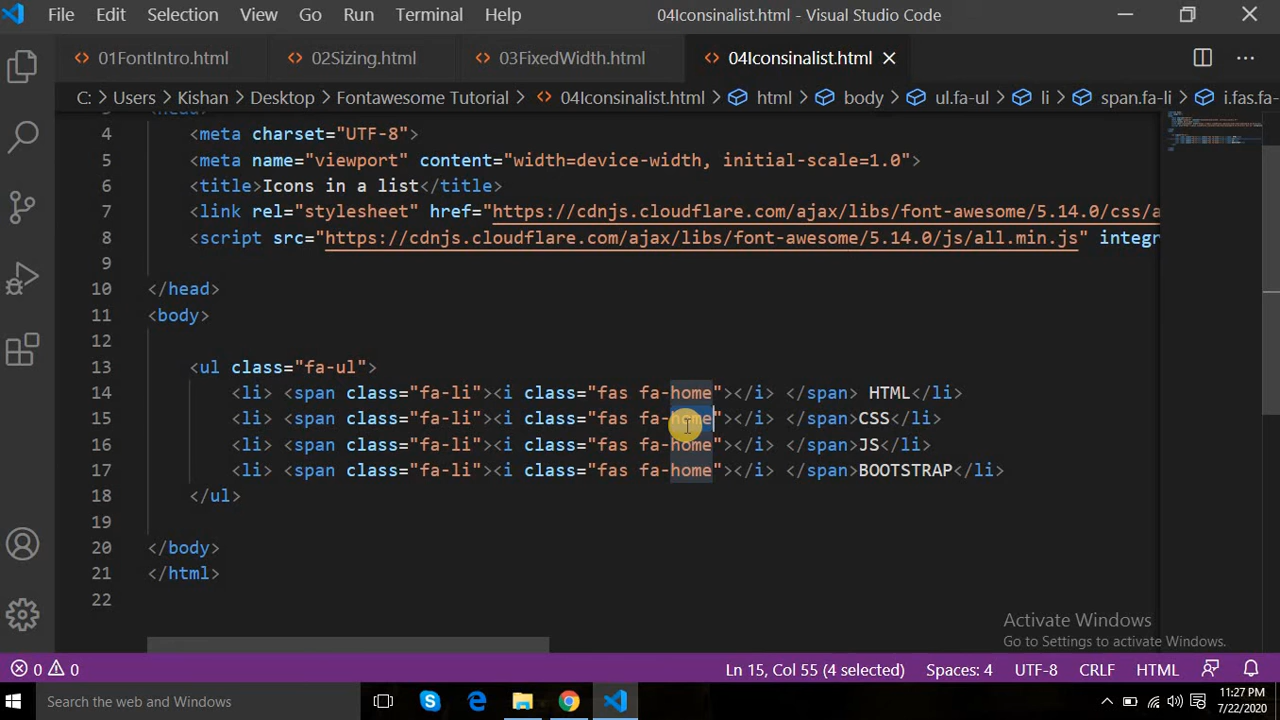 File Edit Selection View Go Run Terminal Help 04Iconsinalist.html - Visual Studio Code
01FontIntro.html 02Sizing.html 03FixedWidth.html 04Iconsinalist.html
C: > Users > Kishan > Desktop > Fontawesome Tutorial > 04Iconsinalist.html > html > body > ul.fa-ul > li > span.fa-li > i.fas.fa-
3 <head>
4 <meta charset="UTF-8">
5 <meta name="viewport" content="width=device-width, initial-scale=1.0">
6 <title>Icons in a list</title>
7 <link rel="stylesheet" href="https://cdnjs.cloudflare.com/ajax/libs/font-awesome/5.14.0/css/a
8 <script src="https://cdnjs.cloudflare.com/ajax/libs/font-awesome/5.14.0/js/all.min.js" integr
9
10 </head>
11 <body>
12
13 <ul class="fa-ul">
14 <li> <span class="fa-li"><i class="fas fa-home"></i> </span> HTML</li>
15 <li> <span class="fa-li"><i class="fas fa-home"></i> </span>CSS</li>
16 <li> <span class="fa-li"><i class="fas fa-home"></i> </span>JS</li>
17 <li> <span class="fa-li"><i class="fas fa-home"></i> </span>BOOTSTRAP</li>
18 </ul>
19
20 </body>
21 </html>
22
Activate Windows
Go to Settings to activate Windows.
0 0 Ln 15, Col 55 (4 selected) Spaces: 4 UTF-8 CRLF HTML
Search the web and Windows
11:27 PM
7/22/2020